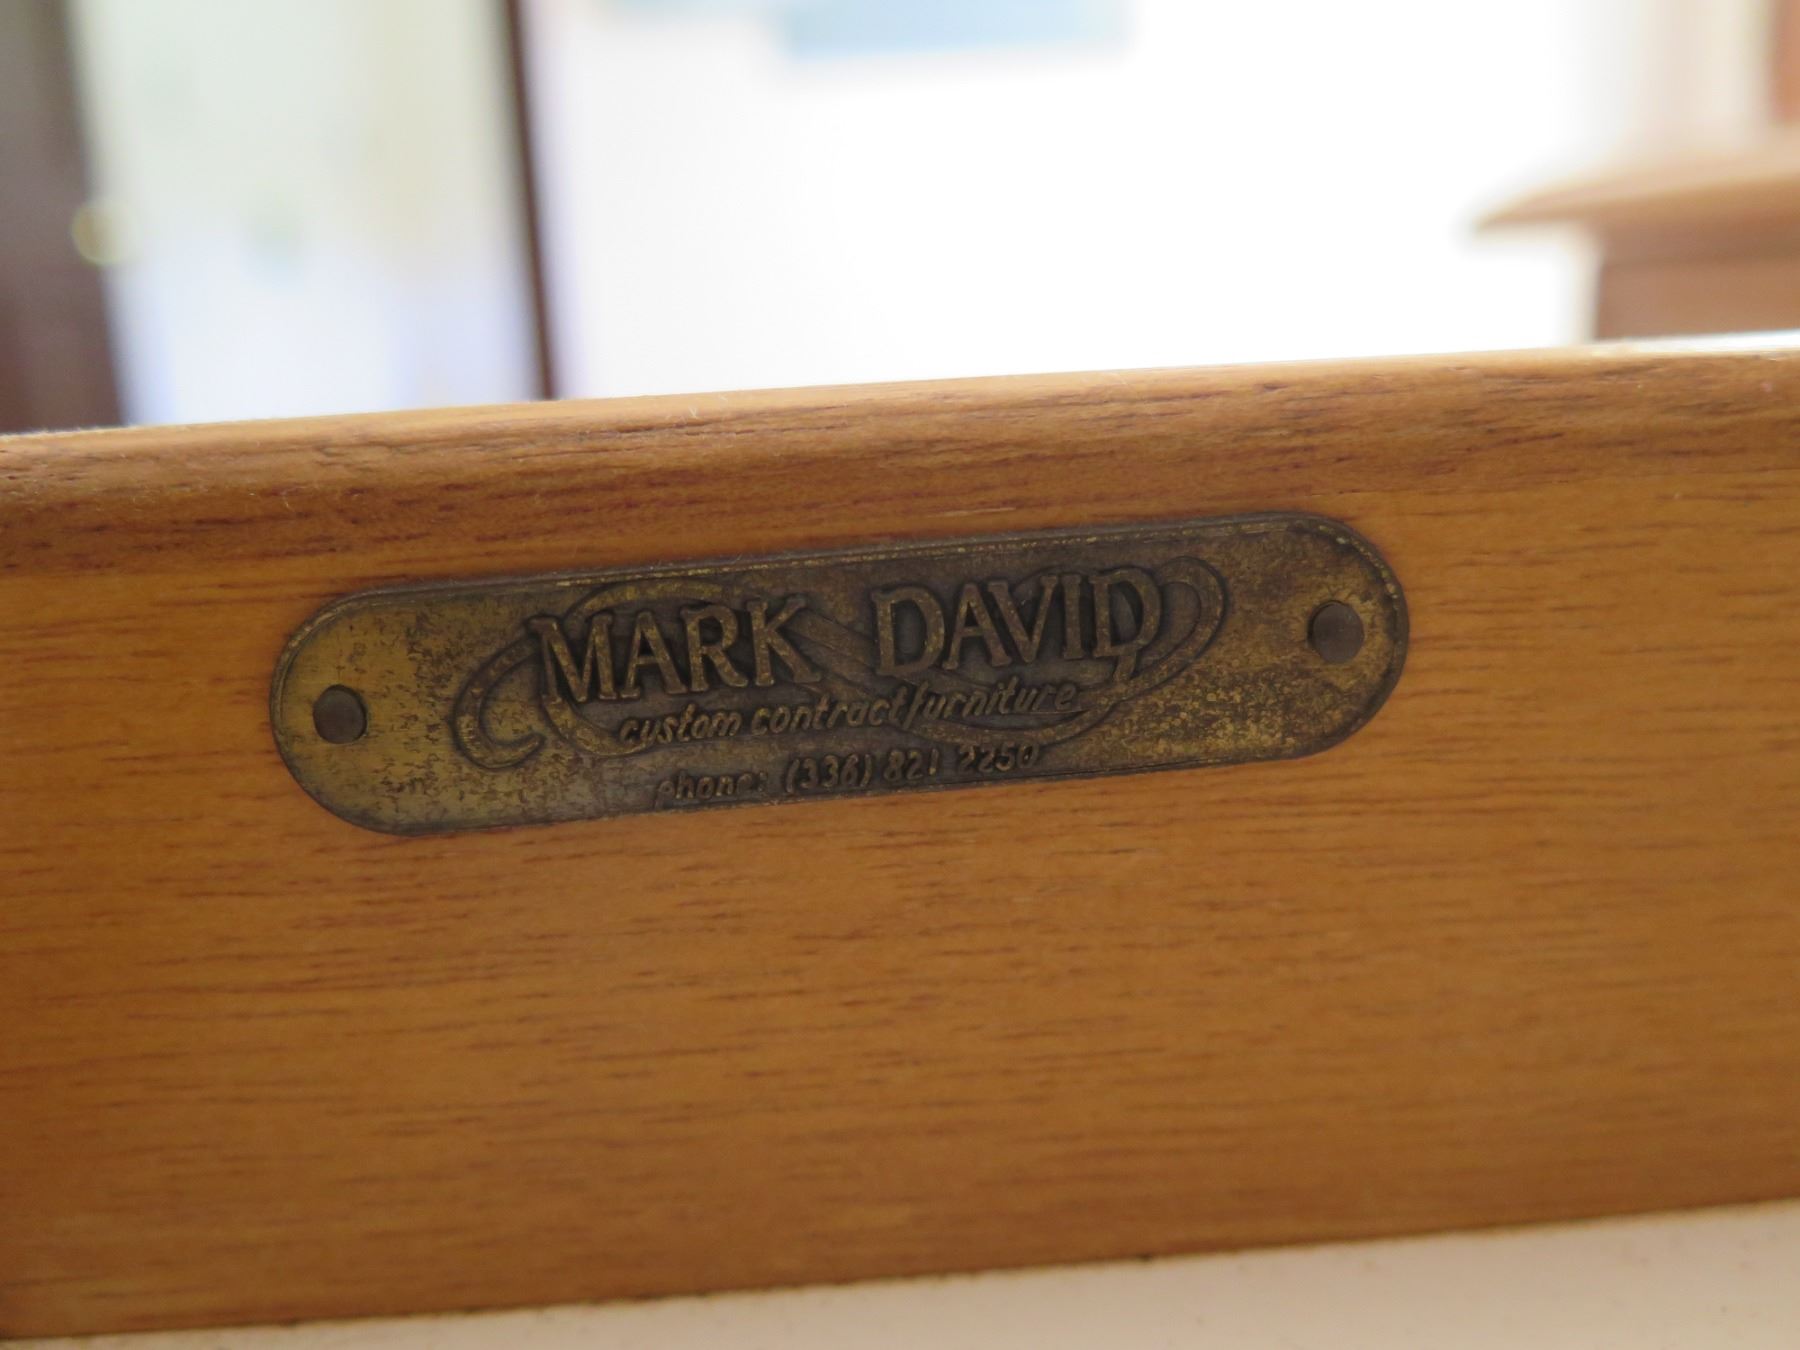 MARK DAVID
custom contract furniture
phone: (336) 821 2250